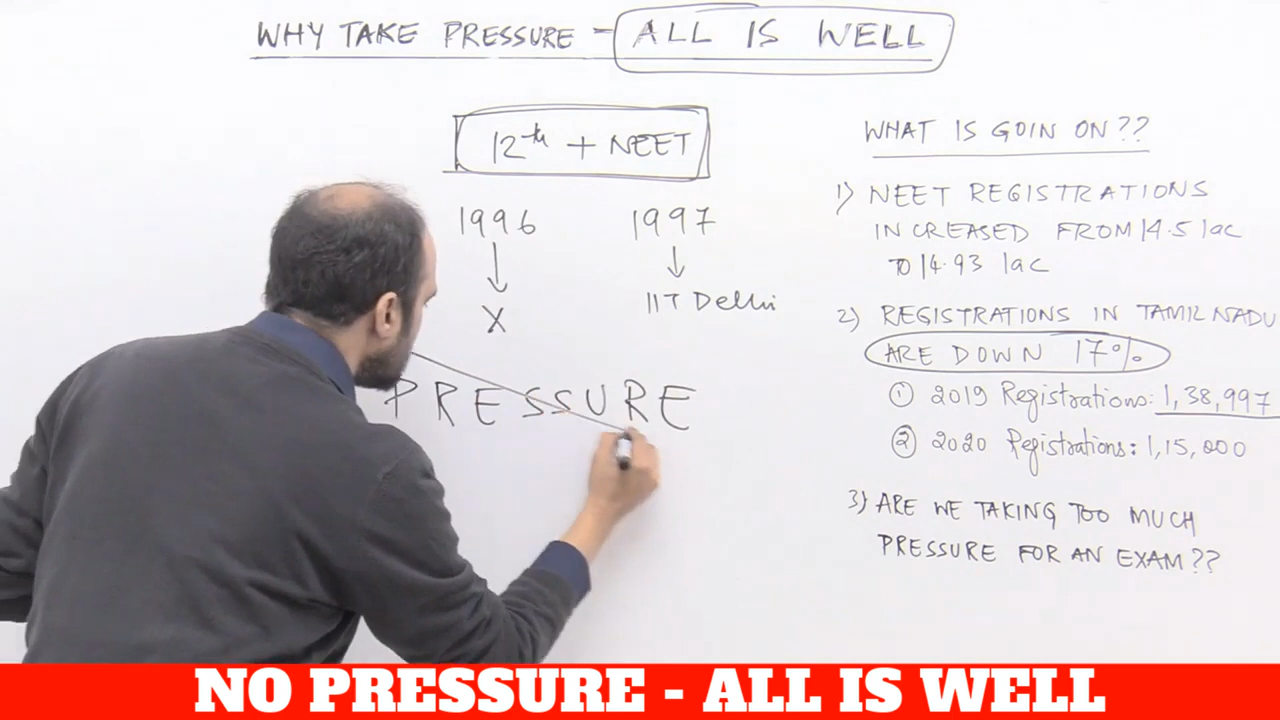 WHY TAKE PRESSURE - ALL IS WELL
12th + NEET
1996 1997
X IIT Delhi
PRESSURE
WHAT IS GOIN ON??
1) NEET REGISTRATIONS
INCREASED FROM 14.5 lac
TO 14.93 lac
2) REGISTRATIONS IN TAMIL NADU
ARE DOWN 17%
① 2019 Registrations: 1,38,997
② 2020 Registrations: 1,15,000
3) ARE WE TAKING TOO MUCH
PRESSURE FOR AN EXAM??
NO PRESSURE - ALL IS WELL